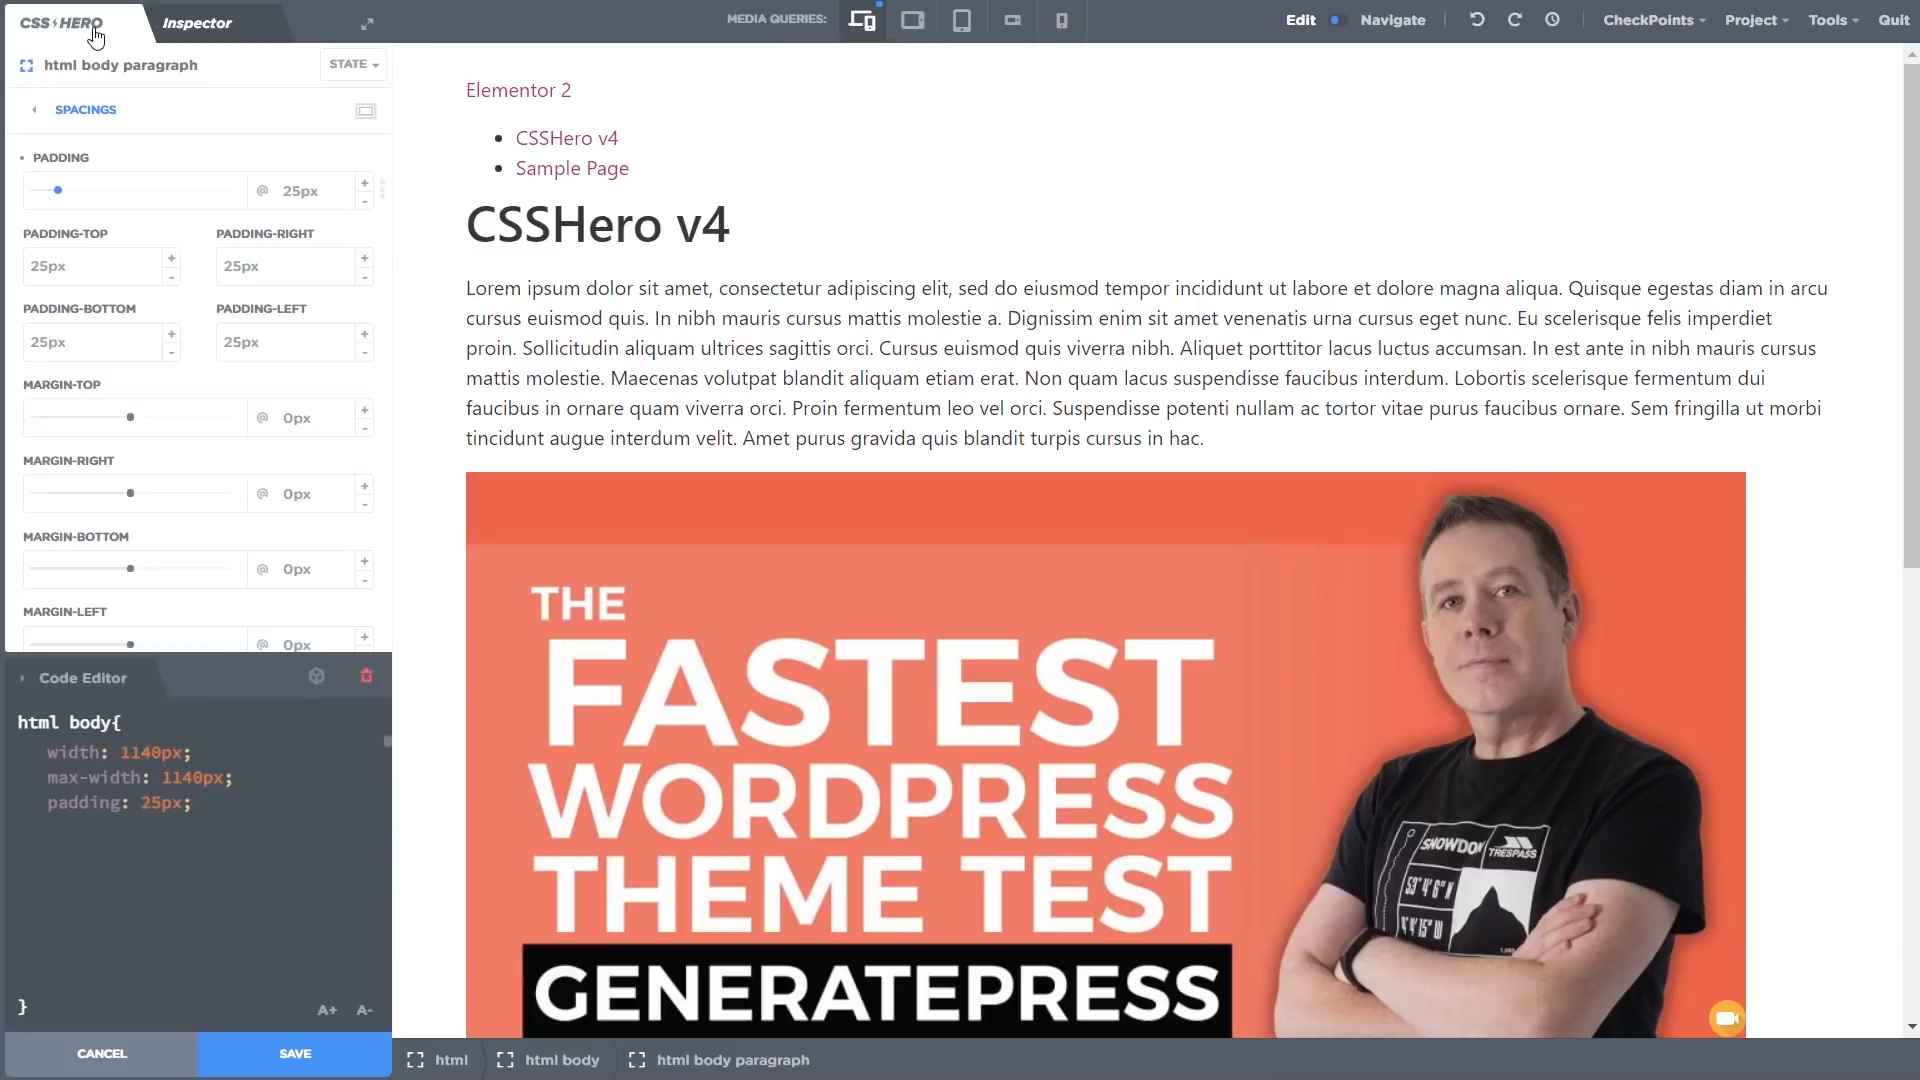 CSS HERO
Inspector
MEDIA QUERIES:
Edit
Navigate
CheckPoints
Project
Tools
Quit
html body paragraph
STATE
SPACINGS
PADDING
@ 25px + -
PADDING-TOP
PADDING-RIGHT
25px + -
25px + -
PADDING-BOTTOM
PADDING-LEFT
25px + -
25px + -
MARGIN-TOP
@ 0px + -
MARGIN-RIGHT
@ 0px + -
MARGIN-BOTTOM
@ 0px + -
MARGIN-LEFT
@ 0px +
Code Editor
html body{
width: 1140px;
max-width: 1140px;
padding: 25px;
}
A+ A-
CANCEL
SAVE
Elementor 2
CSSHero v4
Sample Page
CSSHero v4
Lorem ipsum dolor sit amet, consectetur adipiscing elit, sed do eiusmod tempor incididunt ut labore et dolore magna aliqua. Quisque egestas diam in arcu
cursus euismod quis. In nibh mauris cursus mattis molestie a. Dignissim enim sit amet venenatis urna cursus eget nunc. Eu scelerisque felis imperdiet
proin. Sollicitudin aliquam ultrices sagittis orci. Cursus euismod quis viverra nibh. Aliquet porttitor lacus luctus accumsan. In est ante in nibh mauris cursus
mattis molestie. Maecenas volutpat blandit aliquam etiam erat. Non quam lacus suspendisse faucibus interdum. Lobortis scelerisque fermentum dui
faucibus in ornare quam viverra orci. Proin fermentum leo vel orci. Suspendisse potenti nullam ac tortor vitae purus faucibus ornare. Sem fringilla ut morbi
tincidunt augue interdum velit. Amet purus gravida quis blandit turpis cursus in hac.
THE
FASTEST
WORDPRESS
THEME TEST
GENERATEPRESS
SNOWDON
TRESPASS
53° 4' 6" N
4° 4' 15" W
html
html body
html body paragraph